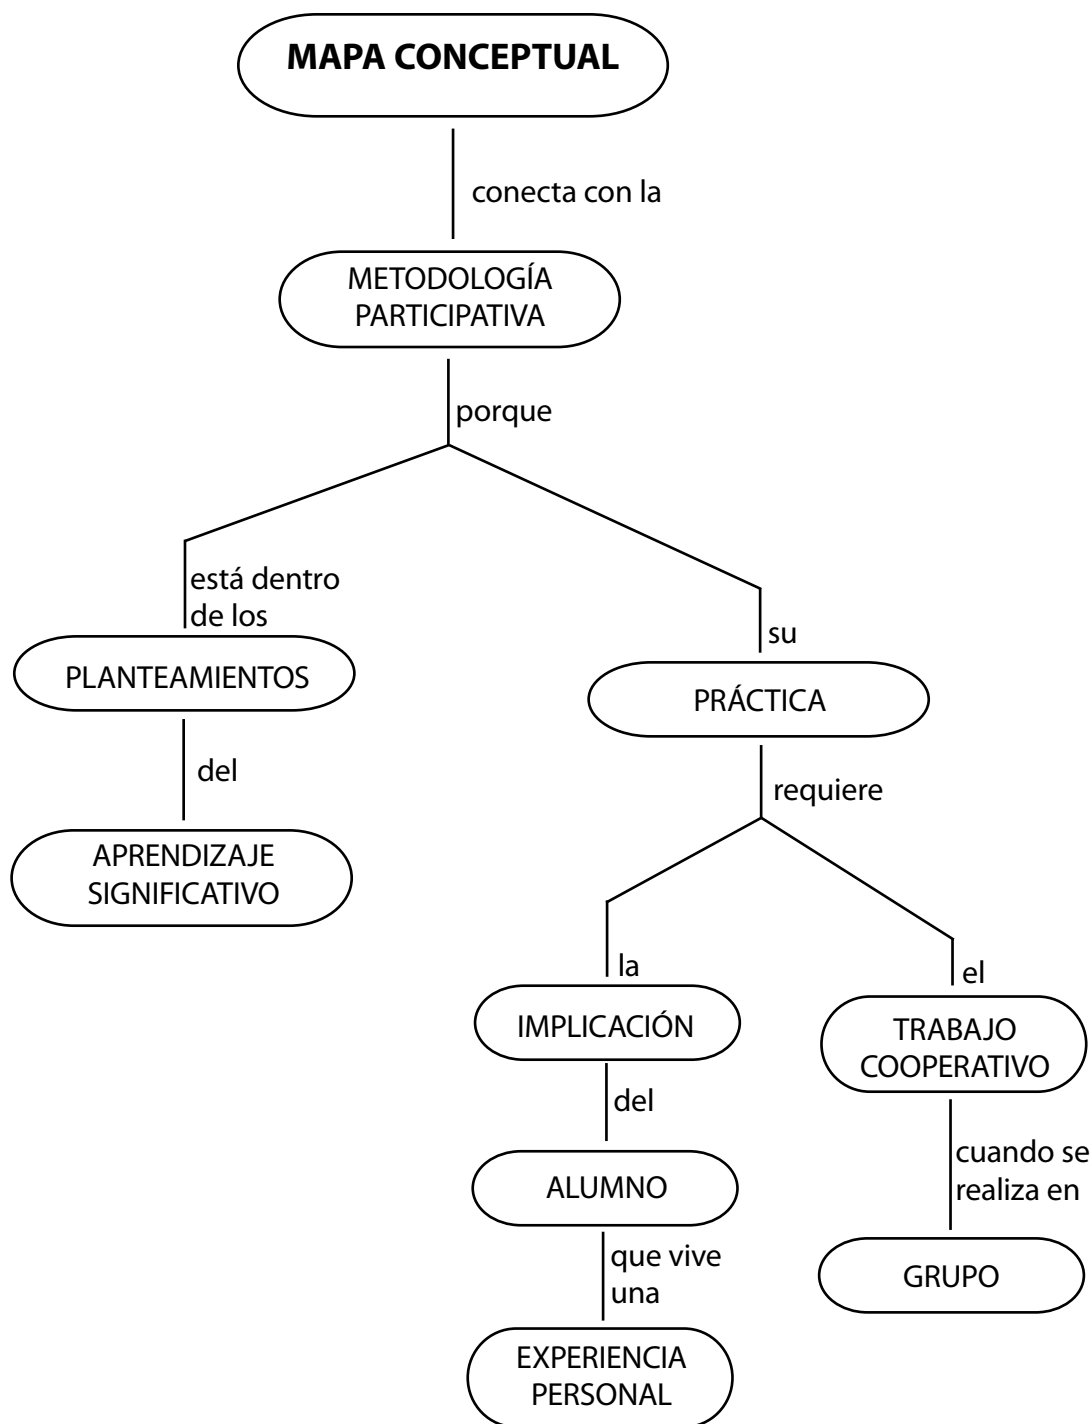 MAPA CONCEPTUAL
conecta con la
METODOLOGÍA
PARTICIPATIVA
porque
está dentro
de los
PLANTEAMIENTOS
del
APRENDIZAJE
SIGNIFICATIVO
su
PRÁCTICA
requiere
la
IMPLICACIÓN
del
ALUMNO
que vive
una
EXPERIENCIA
PERSONAL
el
TRABAJO
COOPERATIVO
cuando se
realiza en
GRUPO